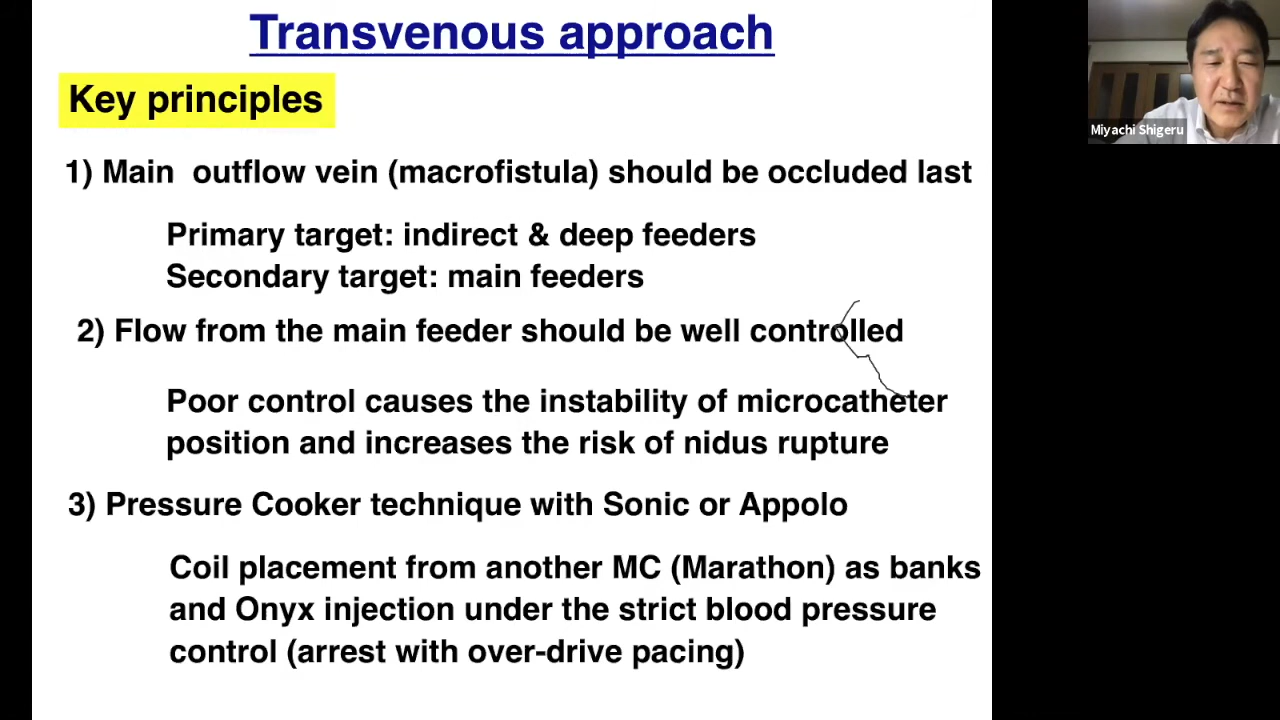 Transvenous approach
Key principles
1) Main outflow vein (macrofistula) should be occluded last
Primary target: indirect & deep feeders
Secondary target: main feeders
2) Flow from the main feeder should be well controlled
Poor control causes the instability of microcatheter
position and increases the risk of nidus rupture
3) Pressure Cooker technique with Sonic or Appolo
Coil placement from another MC (Marathon) as banks
and Onyx injection under the strict blood pressure
control (arrest with over-drive pacing)
Miyachi Shigeru